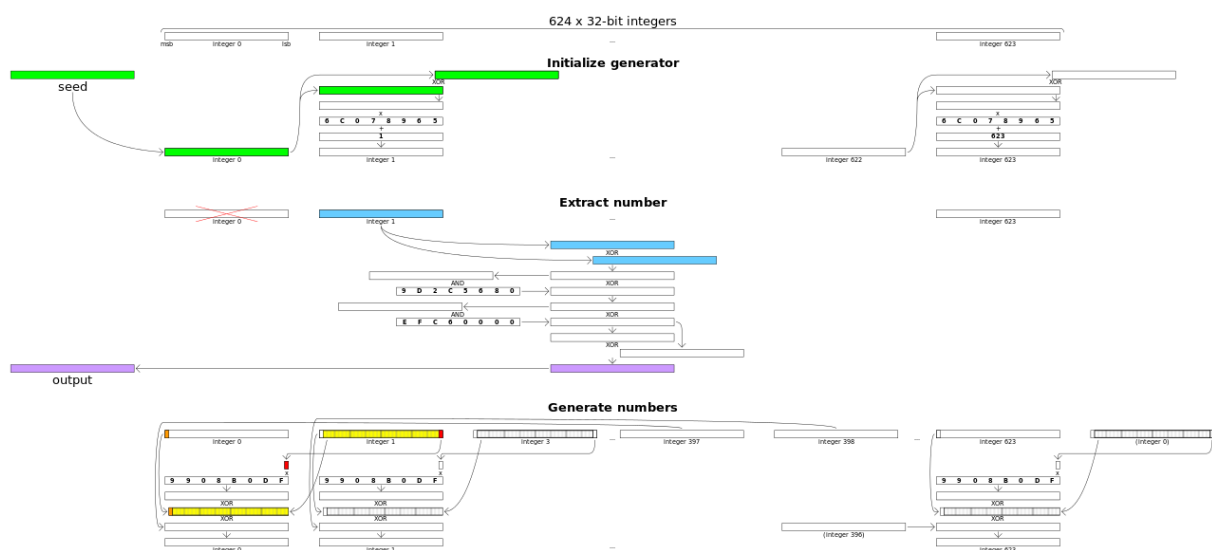 624 x 32-bit integers
msb integer 0 lsb integer 1 ... integer 623
Initialize generator
seed
XOR XOR
x x
6 C 0 7 8 9 6 5 6 C 0 7 8 9 6 5
+ +
1 623
integer 0 integer 1 ... integer 622 integer 623
Extract number
integer 0 integer 1 ... integer 623
XOR
AND XOR
9 D 2 C 5 6 8 0
AND XOR
E F C 6 0 0 0 0
XOR
output
Generate numbers
integer 0 integer 1 integer 3 ... integer 397 integer 398 ... integer 623 (integer 0)
x x x
9 9 0 8 B 0 D F 9 9 0 8 B 0 D F 9 9 0 8 B 0 D F
XOR XOR XOR
XOR XOR XOR
(integer 396)
integer 0 integer 1 ... integer 623